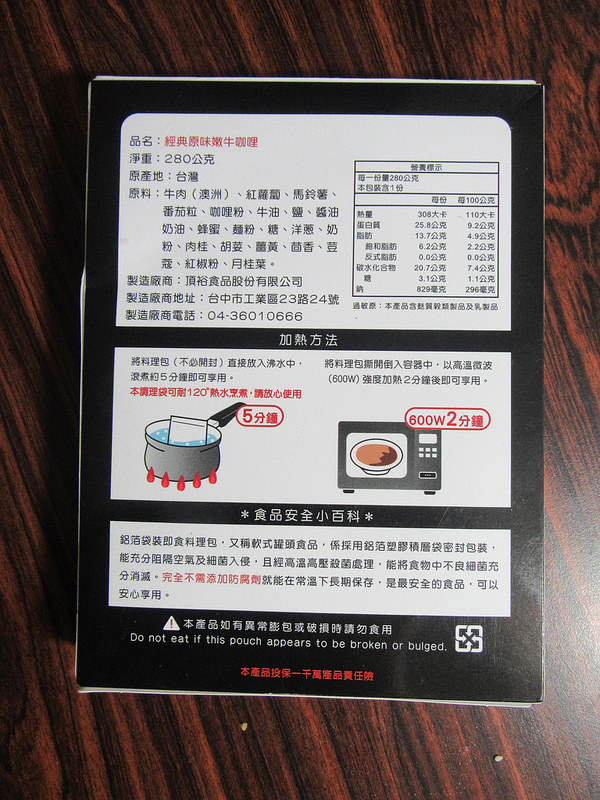 品名：經典原味嫩牛咖哩
淨重：280公克
原產地：台灣
原料：牛肉（澳洲）、紅蘿蔔、馬鈴薯、
番茄粒、咖哩粉、牛油、鹽、醬油
奶油、蜂蜜、麵粉、糖、洋蔥、奶
粉、肉桂、胡荽、薑黃、茴香、荳
蔻、紅椒粉、月桂葉。
製造廠商：頂裕食品股份有限公司
製造廠商地址：台中市工業區23路24號
製造廠商電話：04-36010666
營養標示
每一份量280公克
本包裝含1份
每份 每100公克
熱量 308大卡 110大卡
蛋白質 25.8公克 9.2公克
脂肪 13.7公克 4.9公克
飽和脂肪 6.2公克 2.2公克
反式脂肪 0.0公克 0.0公克
碳水化合物 20.7公克 7.4公克
糖 3.1公克 1.1公克
鈉 829毫克 296毫克
過敏原：本產品含麩質穀類製品及乳製品
加熱方法
將料理包（不必開封）直接放入沸水中，
滾煮約5分鐘即可享用。
本調理袋可耐120°熱水烹煮，請放心使用
5分鐘
將料理包撕開倒入容器中，以高溫微波
(600W) 強度加熱2分鐘後即可享用。
600W2分鐘
＊食品安全小百科＊
鋁箔袋裝即食料理包，又稱軟式罐頭食品，係採用鋁箔塑膠積層袋密封包裝，
能充分阻隔空氣及細菌入侵，且經高溫高壓殺菌處理，能將食物中不良細菌充
分消滅。完全不需添加防腐劑就能在常溫下長期保存，是最安全的食品，可以
安心享用。
本產品如有異常膨包或破損時請勿食用
Do not eat if this pouch appears to be broken or bulged.
本產品投保一千萬產品責任險